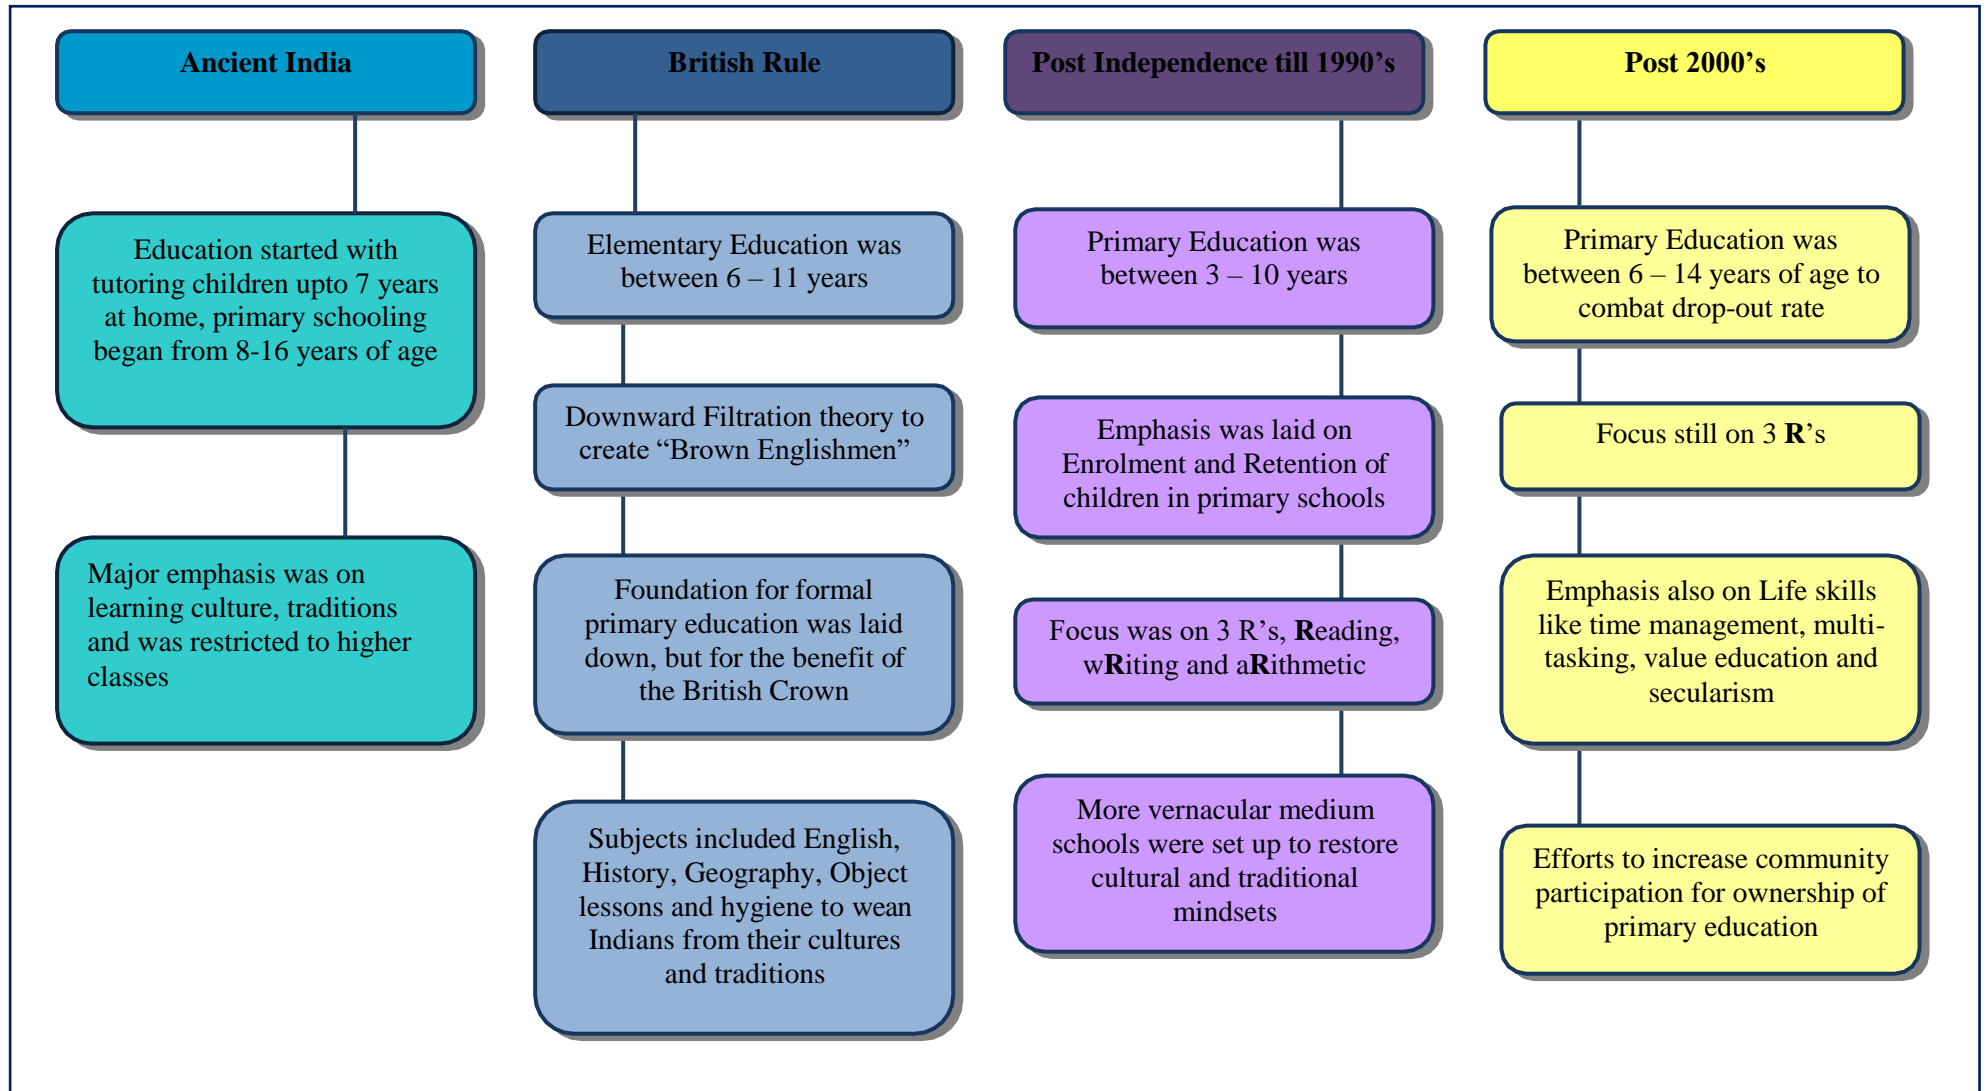 Ancient India
Education started with
tutoring children upto 7 years
at home, primary schooling
began from 8-16 years of age
Major emphasis was on
learning culture, traditions
and was restricted to higher
classes
British Rule
Elementary Education was
between 6 – 11 years
Downward Filtration theory to
create “Brown Englishmen”
Foundation for formal
primary education was laid
down, but for the benefit of
the British Crown
Subjects included English,
History, Geography, Object
lessons and hygiene to wean
Indians from their cultures
and traditions
Post Independence till 1990’s
Primary Education was
between 3 – 10 years
Emphasis was laid on
Enrolment and Retention of
children in primary schools
Focus was on 3 R’s, Reading,
wRiting and aRithmetic
More vernacular medium
schools were set up to restore
cultural and traditional
mindsets
Post 2000’s
Primary Education was
between 6 – 14 years of age to
combat drop-out rate
Focus still on 3 R’s
Emphasis also on Life skills
like time management, multi-
tasking, value education and
secularism
Efforts to increase community
participation for ownership of
primary education